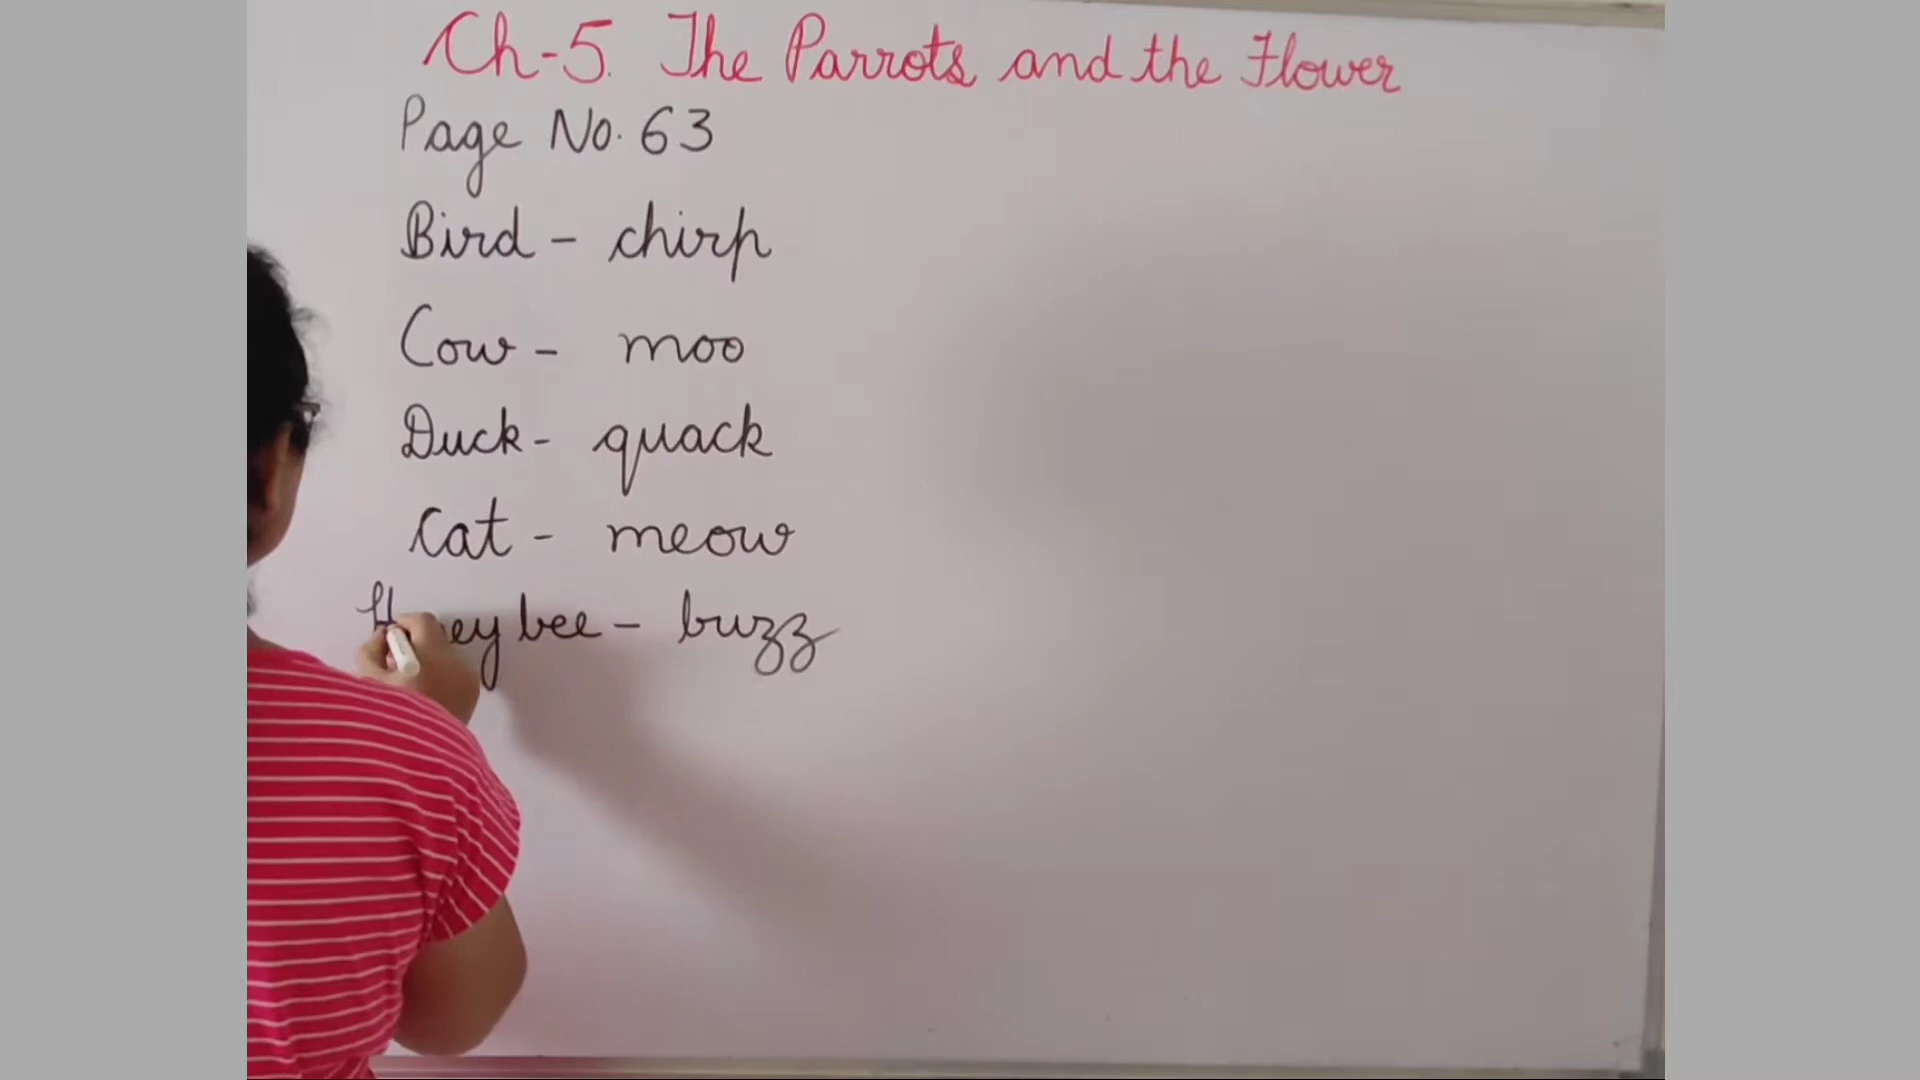 Ch-5. The Parrots and the Flower
Page No. 63
Bird - chirp
Cow - moo
Duck - quack
Cat - meow
bee - buzz